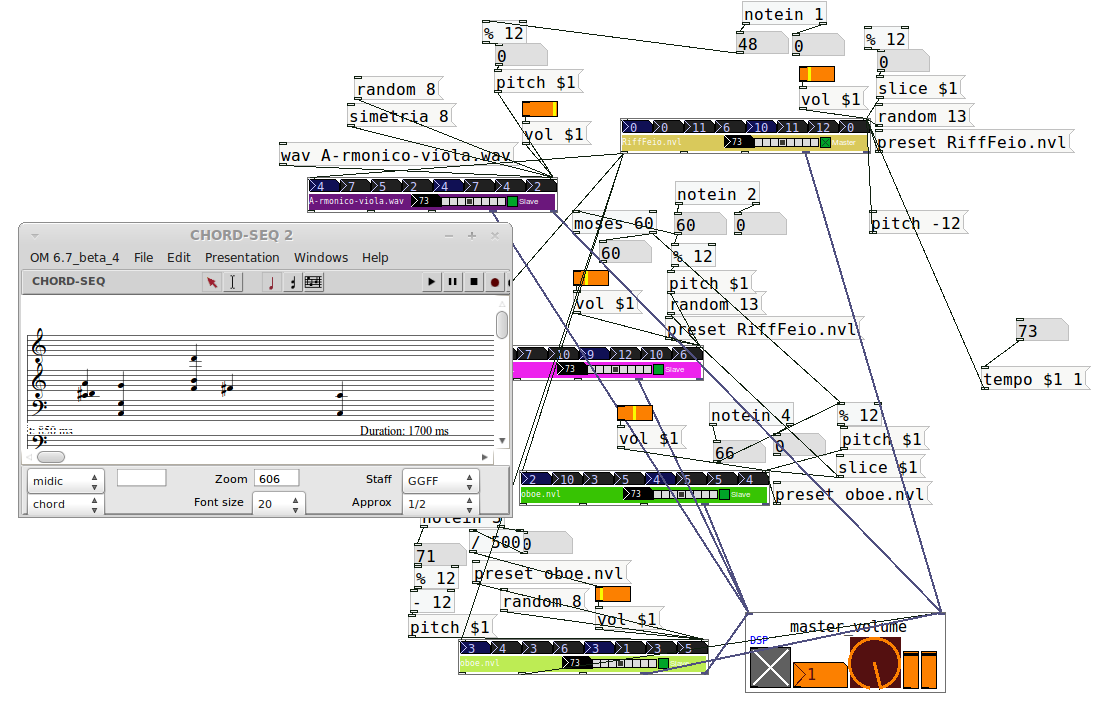 notein 1
% 12
48
0
% 12
0
0
pitch $1
slice $1
random 8
vol $1
simetria 8
random 13
vol $1
0 0 11 6 10 11 12 0
preset RiffFeio.nvl
RiffFeio.nvl 73 Master
wav A-rmonico-viola.wav
4 7 5 2 4 7 4 2
A-rmonico-viola.wav 73 Slave
notein 2
moses 60
60
0
pitch -12
CHORD-SEQ 2
60
% 12
OM 6.7_beta_4 File Edit Presentation Windows Help
CHORD-SEQ
pitch $1
vol $1
random 13
preset RiffFeio.nvl
73
7 10 9 12 10 6
73 Slave
tempo $1 1
notein 4
% 12
vol $1
0
pitch $1
t: 850 ms
Duration: 1700 ms
66
slice $1
2 10 3 5 4 5 5 4
oboe.nvl 73 Slave
preset oboe.nvl
midic
Zoom 606
Staff GGFF
chord
Font size 20
Approx 1/2
/ 500
0
71
% 12
preset oboe.nvl
- 12
random 8
pitch $1
vol $1
master volume
3 4 3 6 3 1 3 5
DSP
oboe.nvl 73
1